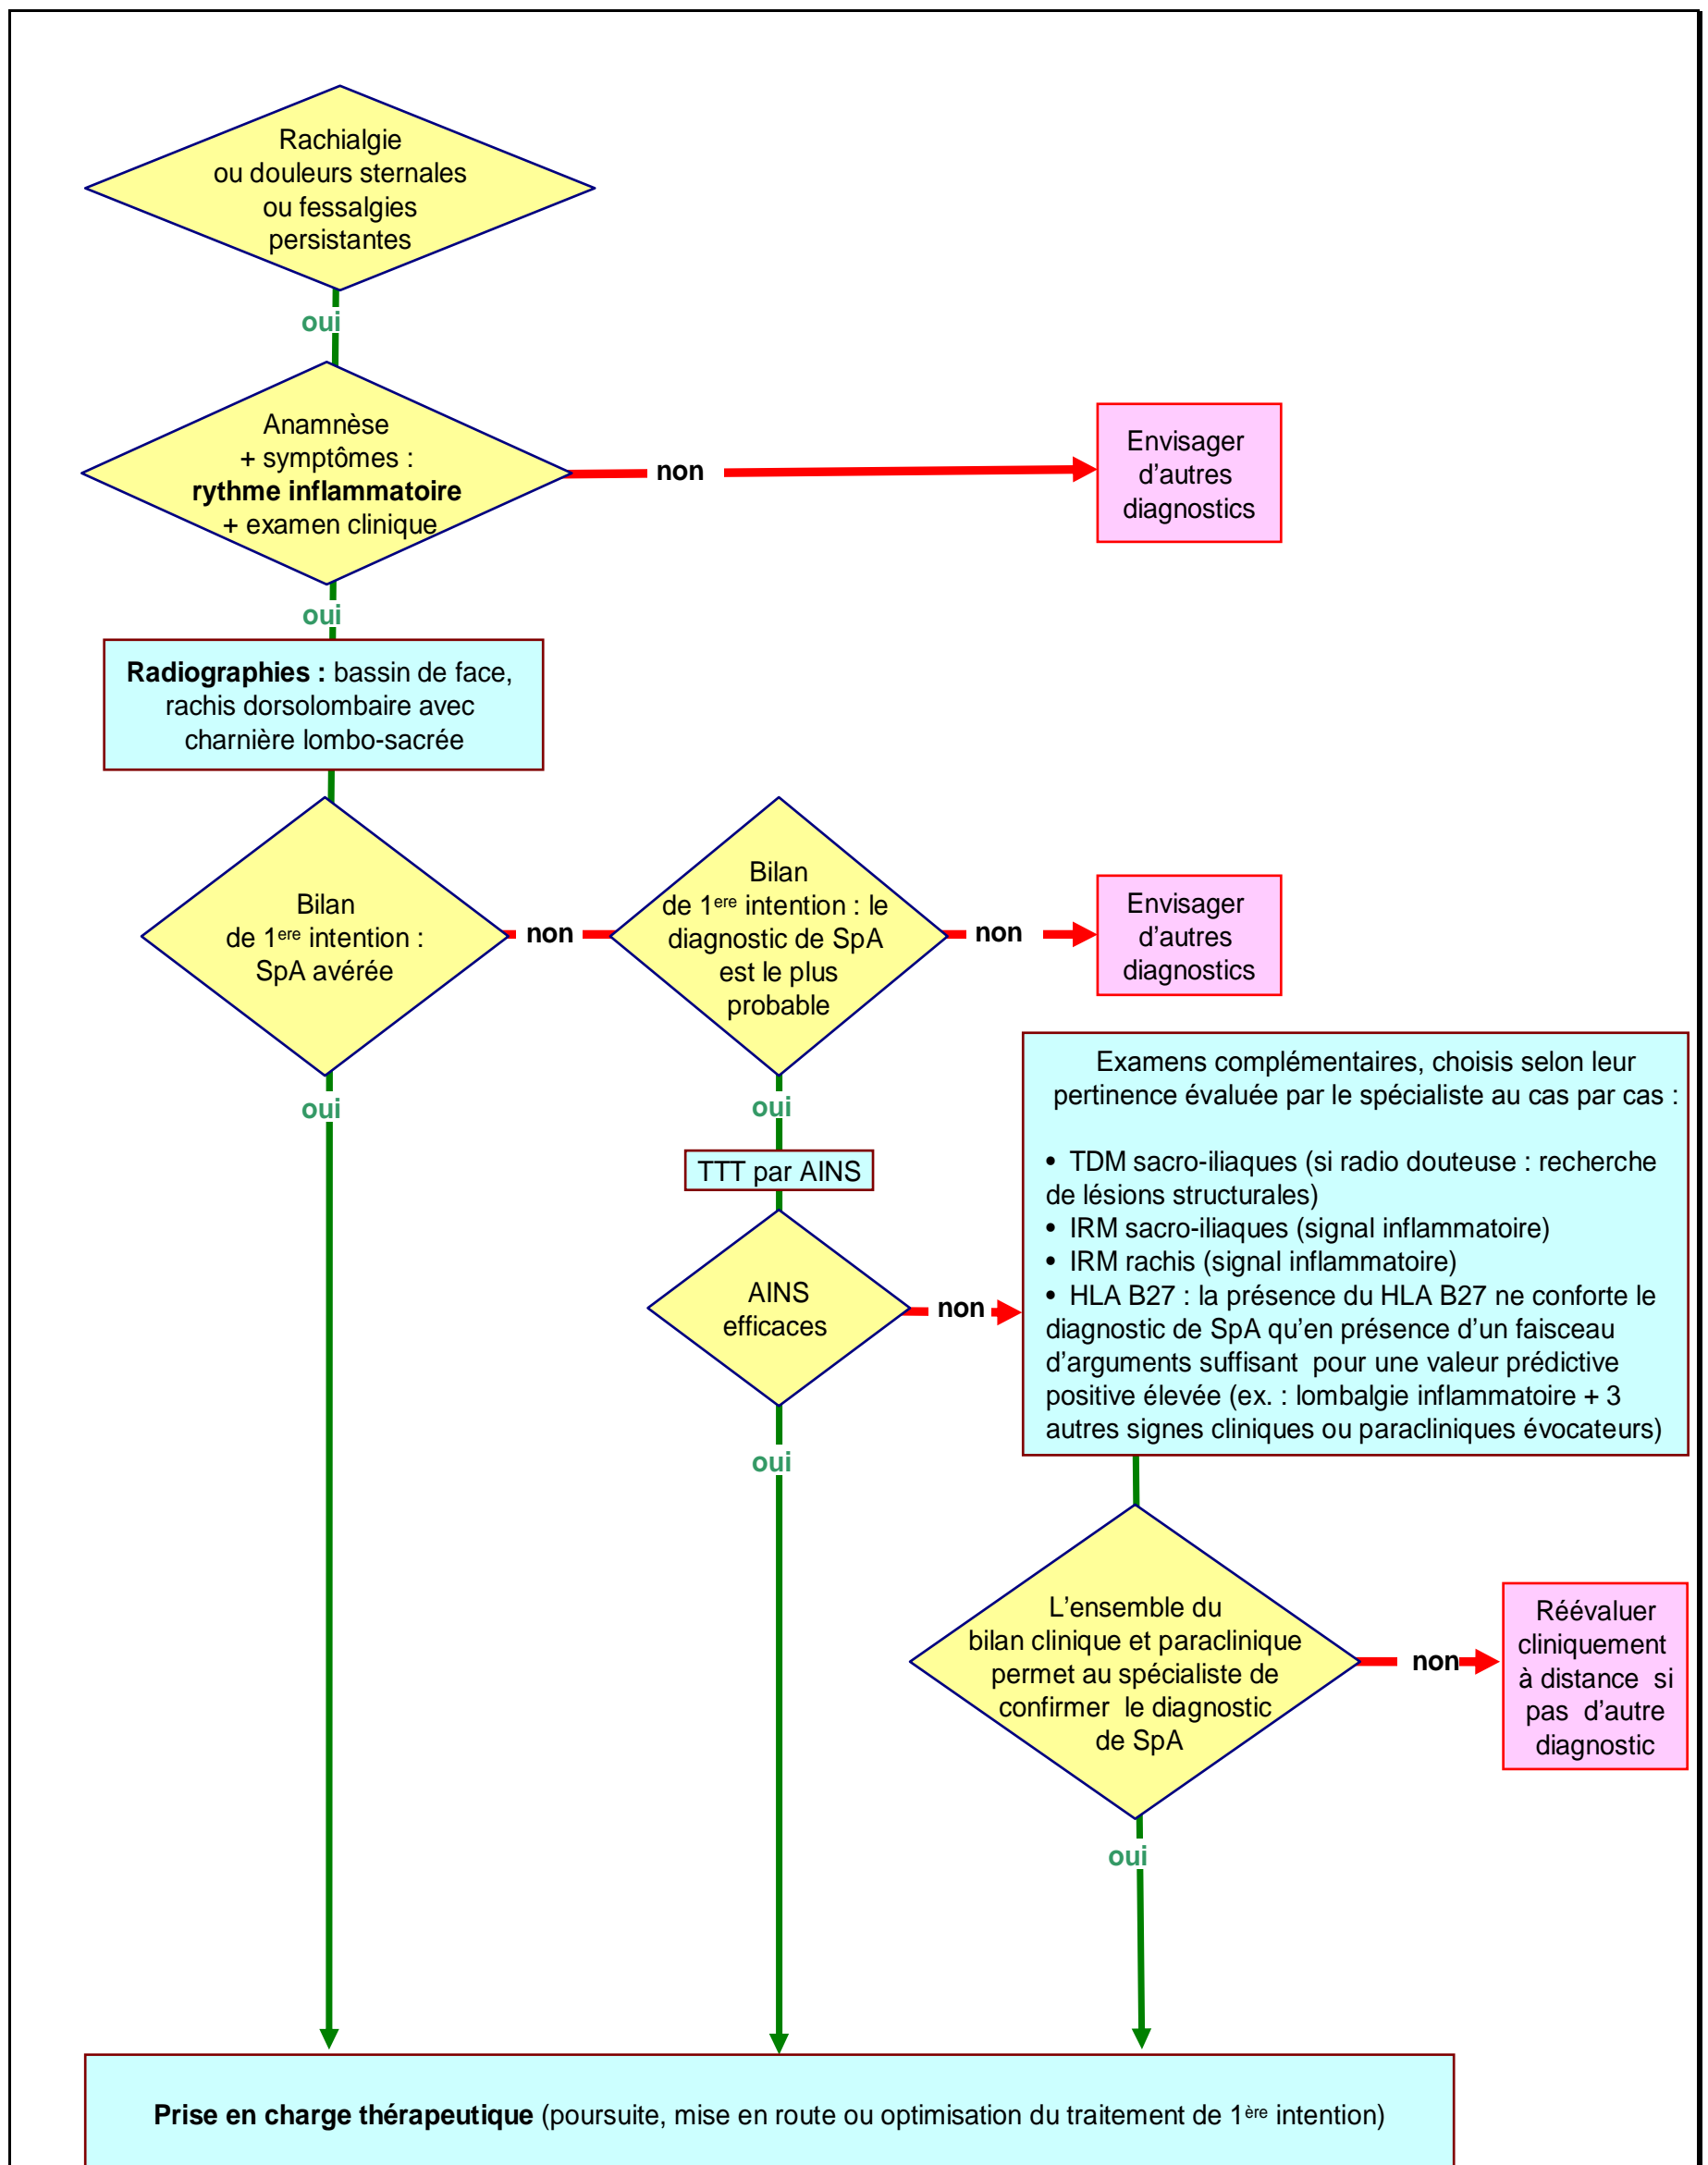 Rachialgie
ou douleurs sternales
ou fessalgies
persistantes
oui
Anamnèse
+ symptômes :
rythme inflammatoire
+ examen clinique
non
Envisager
d'autres
diagnostics
oui
Radiographies : bassin de face,
rachis dorsolombaire avec
charnière lombo-sacrée
Bilan
de 1ere intention :
SpA avérée
non
Bilan
de 1ere intention : le
diagnostic de SpA
est le plus
probable
non
Envisager
d'autres
diagnostics
oui
oui
TTT par AINS
AINS
efficaces
non
Examens complémentaires, choisis selon leur
pertinence évaluée par le spécialiste au cas par cas :
• TDM sacro-iliaques (si radio douteuse : recherche
de lésions structurales)
• IRM sacro-iliaques (signal inflammatoire)
• IRM rachis (signal inflammatoire)
• HLA B27 : la présence du HLA B27 ne conforte le
diagnostic de SpA qu'en présence d'un faisceau
d'arguments suffisant pour une valeur prédictive
positive élevée (ex. : lombalgie inflammatoire + 3
autres signes cliniques ou paracliniques évocateurs)
oui
L'ensemble du
bilan clinique et paraclinique
permet au spécialiste de
confirmer le diagnostic
de SpA
non
Réévaluer
cliniquement
à distance si
pas d'autre
diagnostic
oui
Prise en charge thérapeutique (poursuite, mise en route ou optimisation du traitement de 1ère intention)